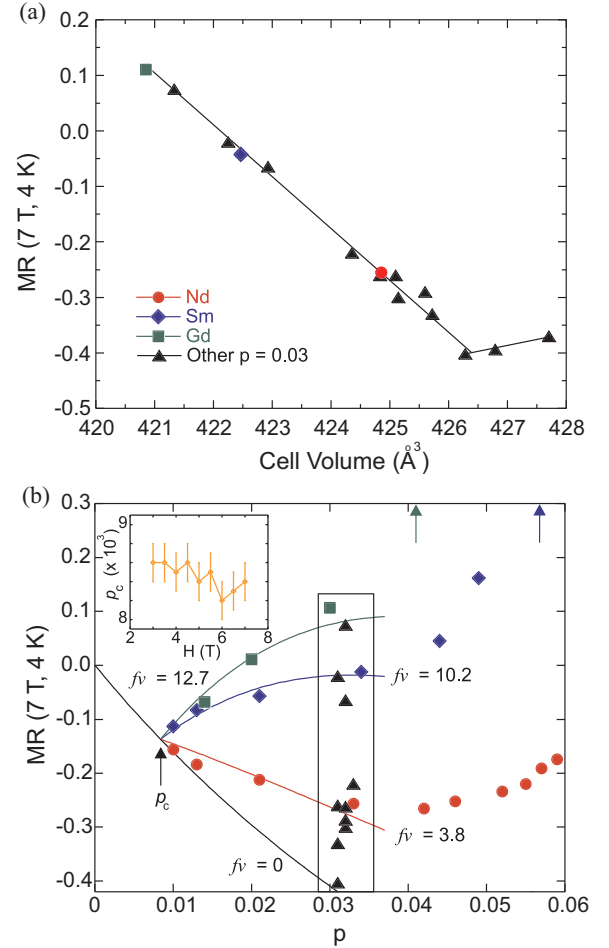 (a)
0.2
0.1
0.0
-0.1
-0.2
-0.3
-0.4
-0.5
MR (7 T, 4 K)
Nd
Sm
Gd
Other p = 0.03
420 421 422 423 424 425 426 427 428
Cell Volume (Å³)
(b)
0.3
0.2
0.1
0.0
-0.1
-0.2
-0.3
-0.4
MR (7 T, 4 K)
9
8
p_c (x 10³)
2 4 6 8
H (T)
fv = 12.7
fv = 10.2
p_c
fv = 3.8
fv = 0
0 0.01 0.02 0.03 0.04 0.05 0.06
p